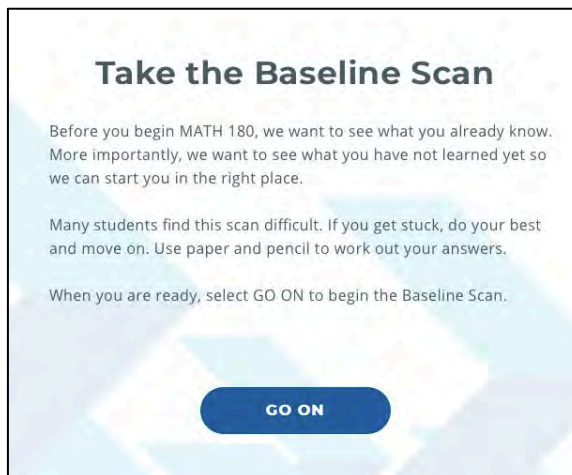 Take the Baseline Scan
Before you begin MATH 180, we want to see what you already know.
More importantly, we want to see what you have not learned yet so
we can start you in the right place.
Many students find this scan difficult. If you get stuck, do your best
and move on. Use paper and pencil to work out your answers.
When you are ready, select GO ON to begin the Baseline Scan.
GO ON